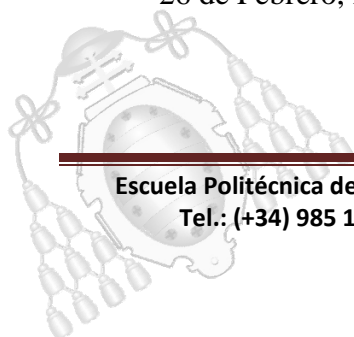 26 de Febrero,
Escuela Politécnica de
Tel.: (+34) 985 1